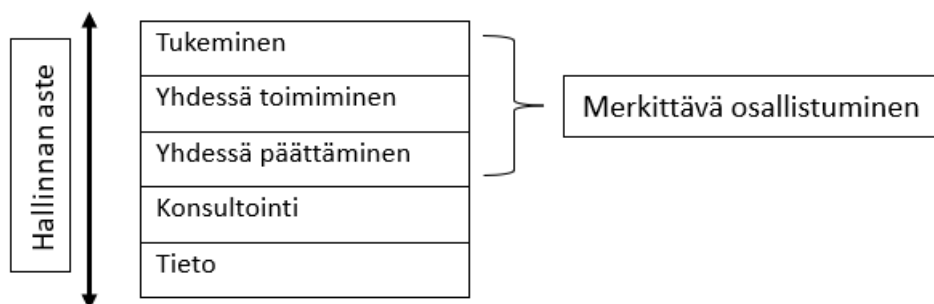 Hallinnan aste
Tukeminen
Yhdessä toimiminen
Yhdessä päättäminen
Konsultointi
Tieto
Merkittävä osallistuminen